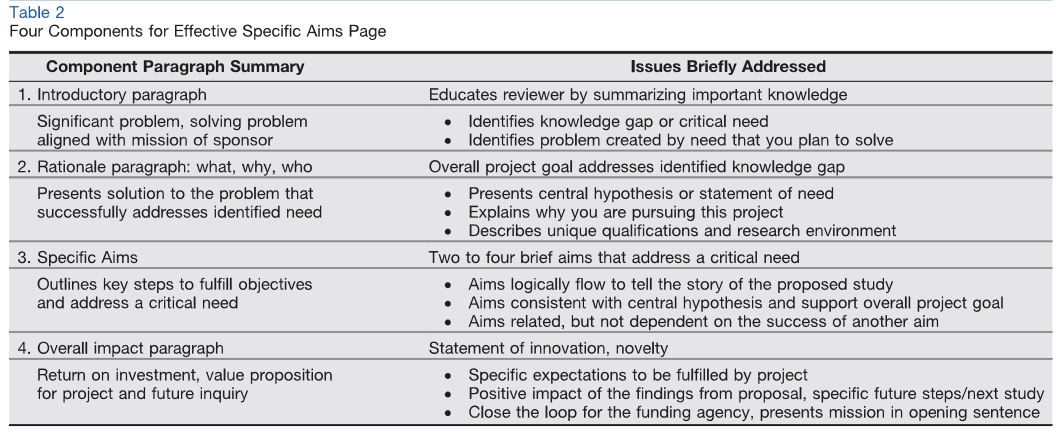 Table 2
Four Components for Effective Specific Aims Page
Component Paragraph Summary Issues Briefly Addressed
1. Introductory paragraph Educates reviewer by summarizing important knowledge
Significant problem, solving problem • Identifies knowledge gap or critical need
aligned with mission of sponsor • Identifies problem created by need that you plan to solve
2. Rationale paragraph: what, why, who Overall project goal addresses identified knowledge gap
Presents solution to the problem that • Presents central hypothesis or statement of need
successfully addresses identified need • Explains why you are pursuing this project
• Describes unique qualifications and research environment
3. Specific Aims Two to four brief aims that address a critical need
Outlines key steps to fulfill objectives • Aims logically flow to tell the story of the proposed study
and address a critical need • Aims consistent with central hypothesis and support overall project goal
• Aims related, but not dependent on the success of another aim
4. Overall impact paragraph Statement of innovation, novelty
Return on investment, value proposition • Specific expectations to be fulfilled by project
for project and future inquiry • Positive impact of the findings from proposal, specific future steps/next study
• Close the loop for the funding agency, presents mission in opening sentence